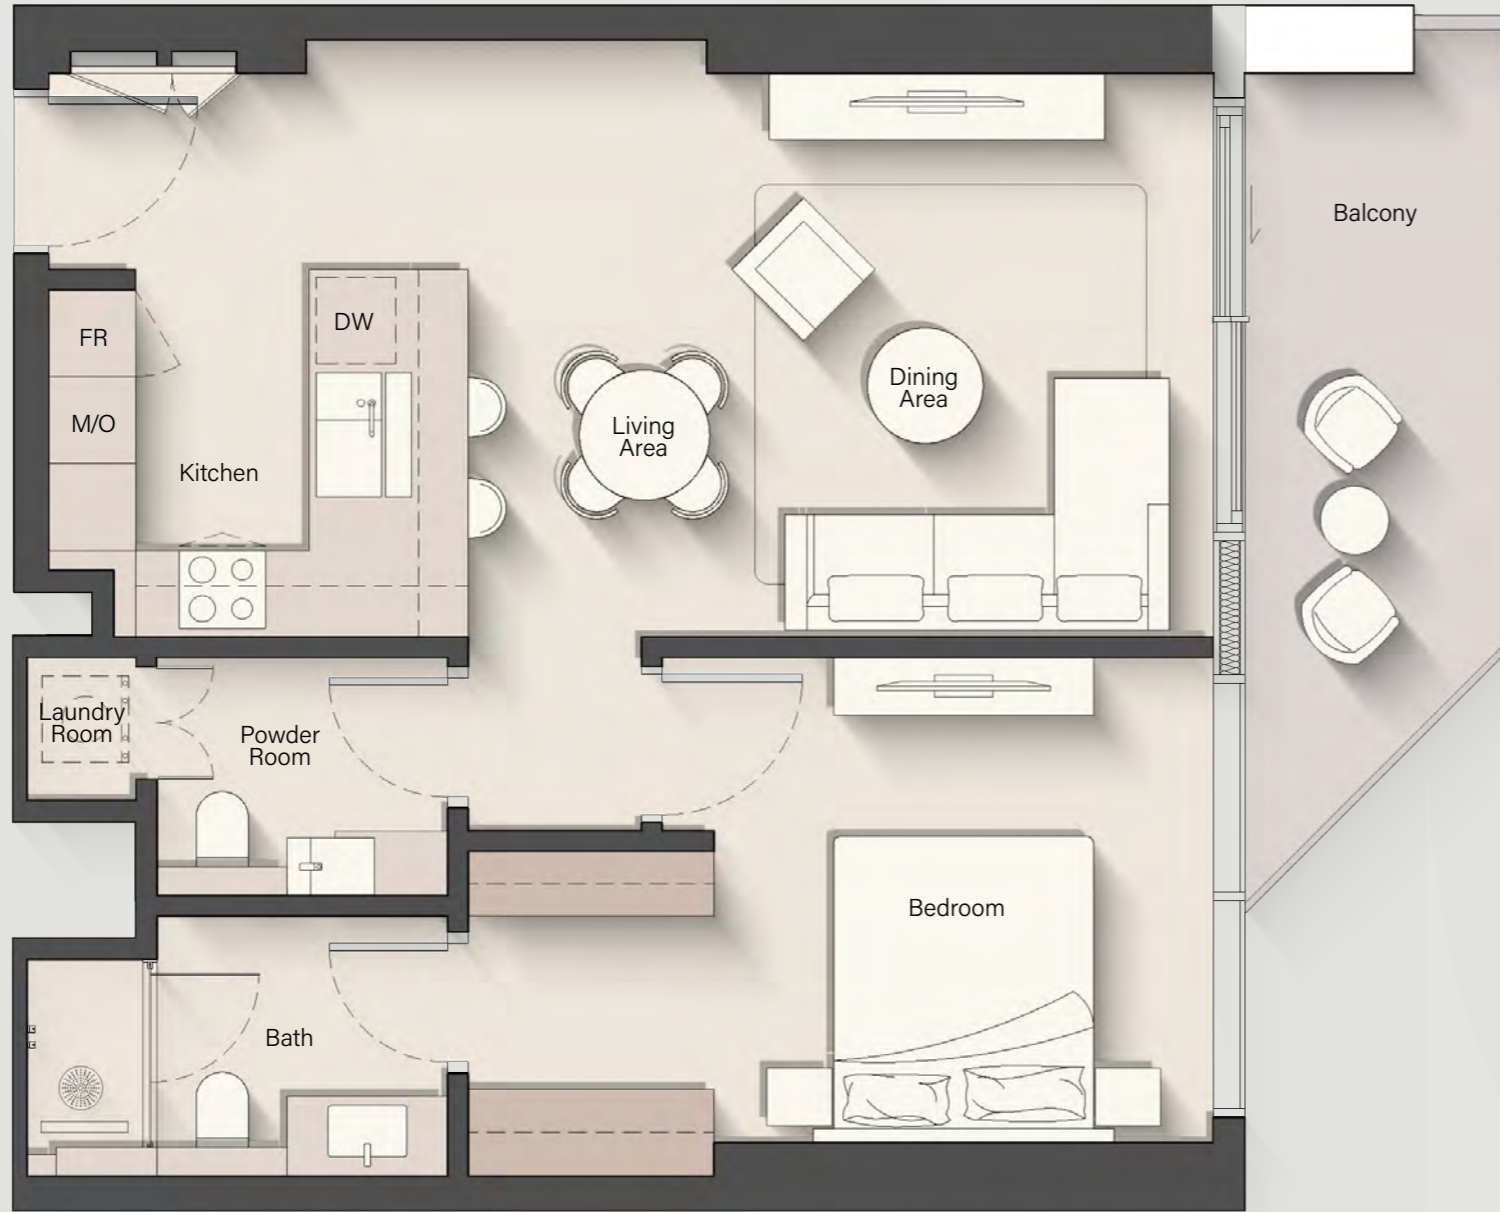 Balcony
FR
DW
M/O
Kitchen
Living
Area
Dining
Area
Laundry
Room
Powder
Room
Bedroom
Bath